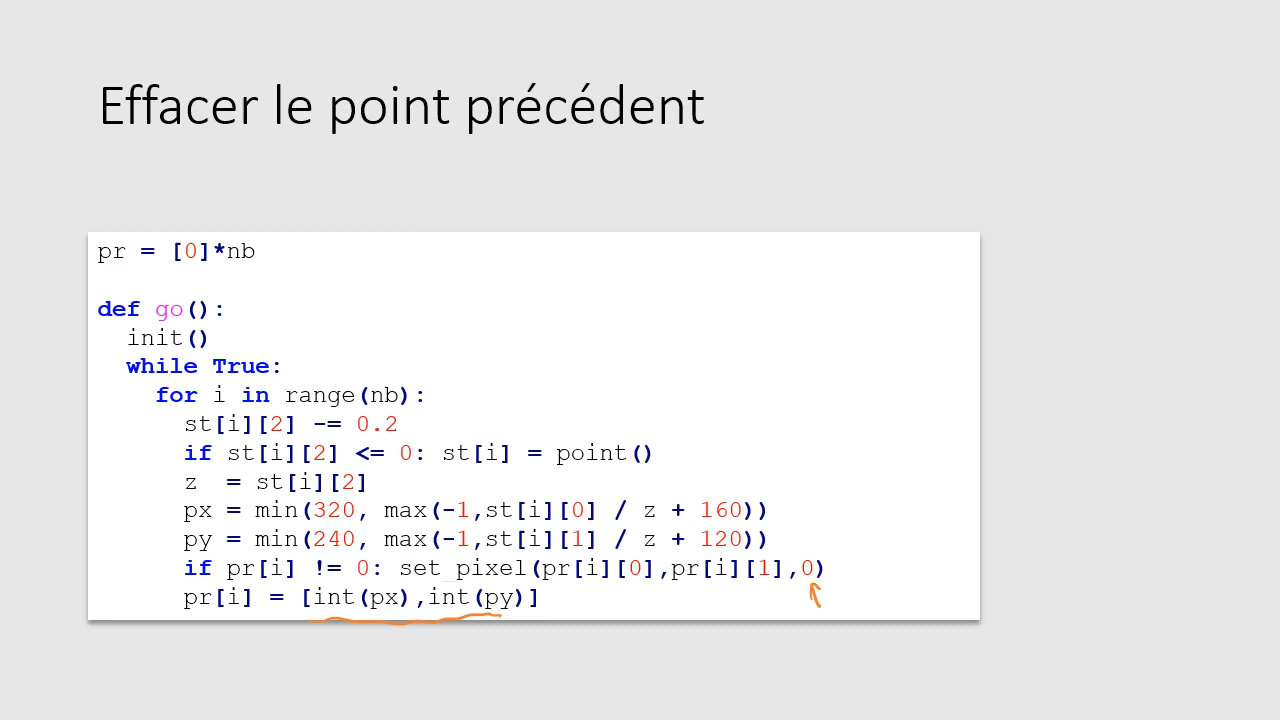 Effacer le point précédent
pr = [0]*nb
def go():
init()
while True:
for i in range(nb):
st[i][2] -= 0.2
if st[i][2] <= 0: st[i] = point()
z  = st[i][2]
px = min(320, max(-1,st[i][0] / z + 160))
py = min(240, max(-1,st[i][1] / z + 120))
if pr[i] != 0: set_pixel(pr[i][0],pr[i][1],0)
pr[i] = [int(px),int(py)]